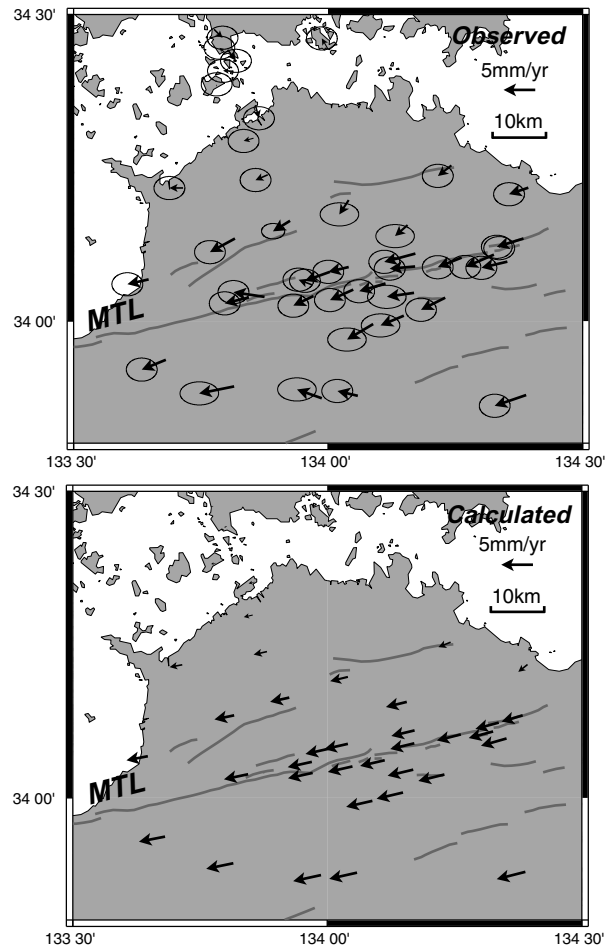 34 30'
Observed
5mm/yr
10km
34 00'
MTL
133 30'
134 00'
134 30'
34 30'
Calculated
5mm/yr
10km
34 00'
MTL
133 30'
134 00'
134 30'